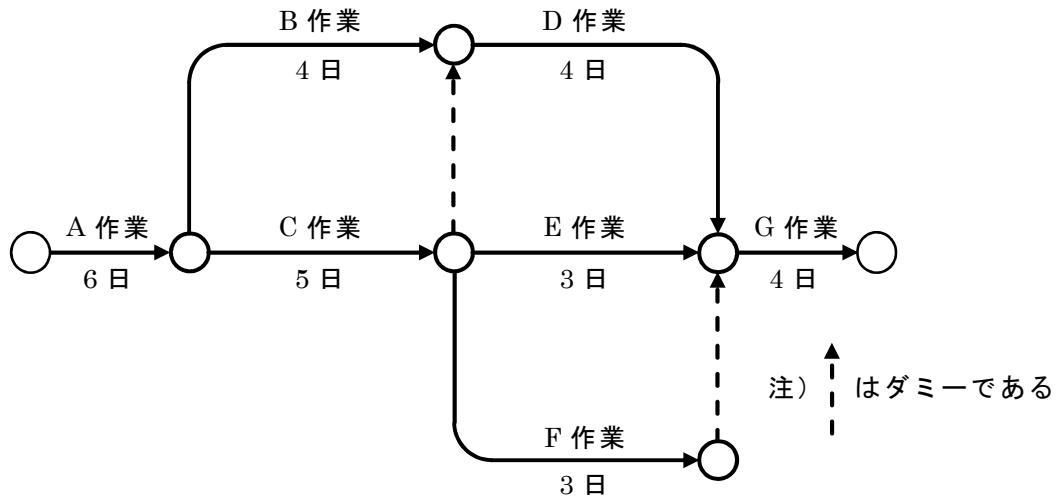 B 作業
4 日
D 作業
4 日
A 作業
6 日
C 作業
5 日
E 作業
3 日
G 作業
4 日
注) はダミーである
F 作業
3 日